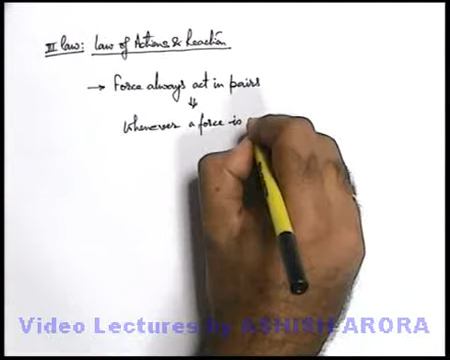 III law: Law of Actions & Reaction
→ Force always act in pairs
⇓
Whenever a force is
Video Lectures by ASHISH ARORA